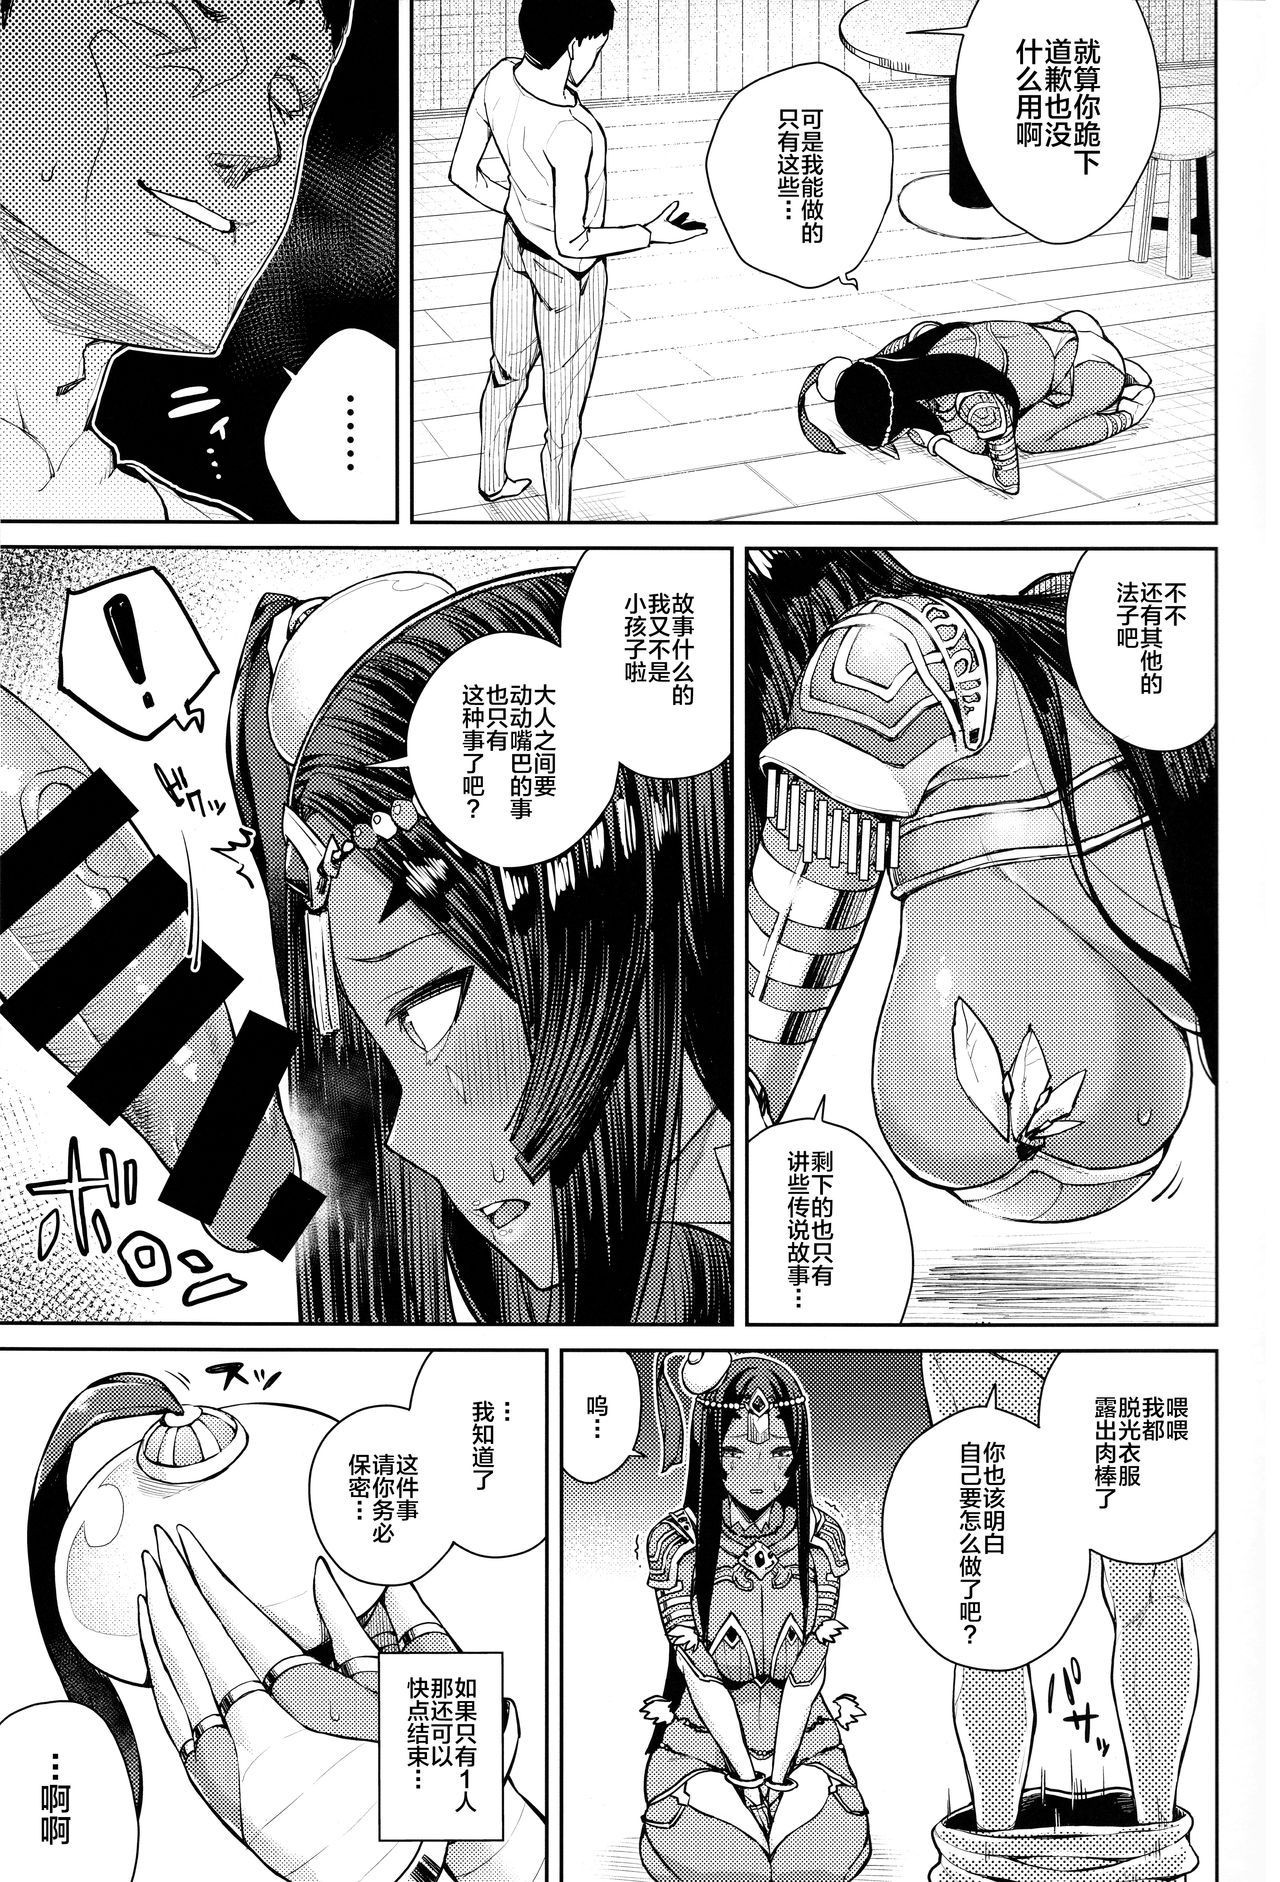 就算你跪下
道歉也没
什么用啊
可是我能做的
只有这些…
……
不不
还有其他的
法子吧
剩下的也只有
讲些传说故事…
故事什么的
我又不是
小孩子啦
大人之间要
动动嘴巴的事
也只有
这种事了吧？
！
ドクッ
ボロン
喂喂
我都
脱光衣服
露出肉棒了
你也该明白
自己要怎么做了吧？
パサ
呜…
…
我知道了
这件事
请你务必
保密…
スッ
如果只有1人
那还可以
快点结束…
…啊啊